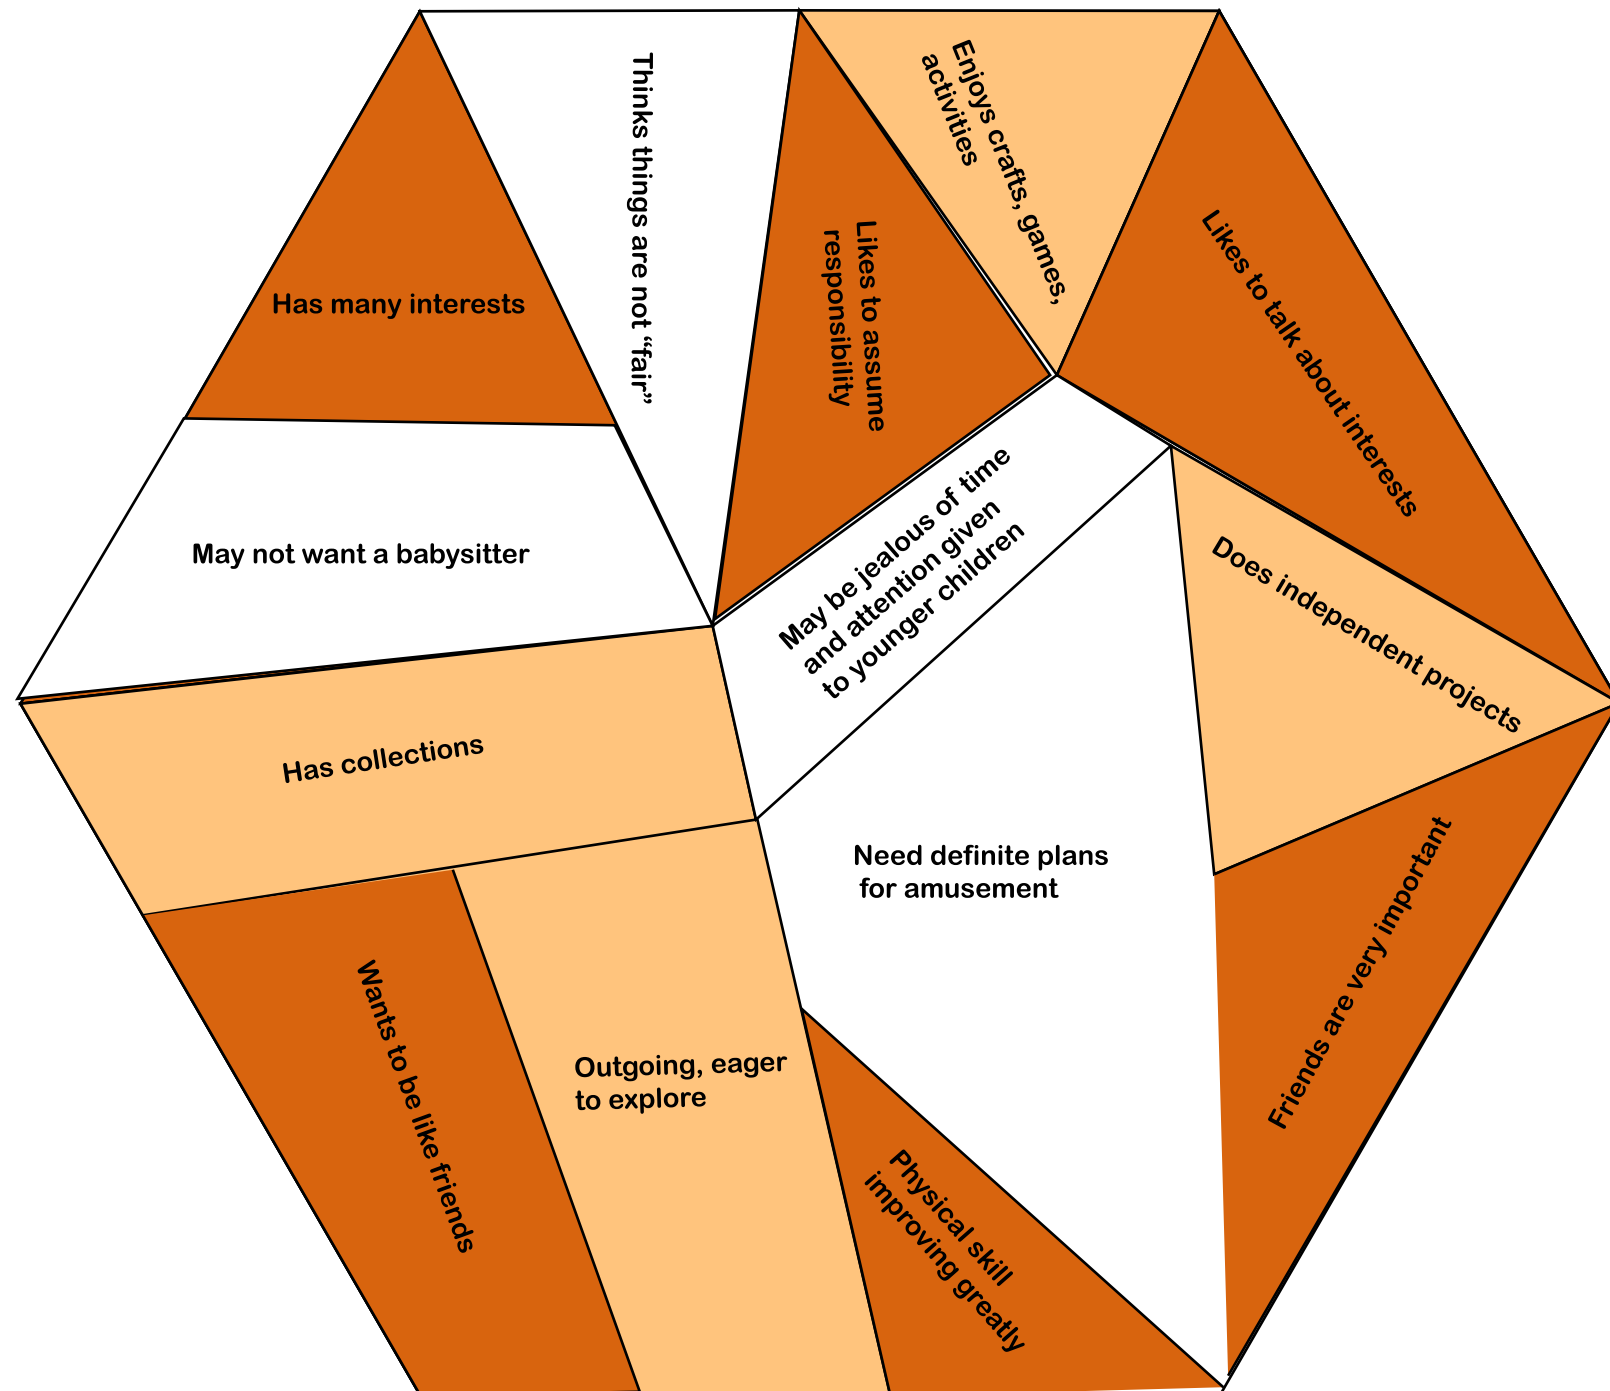 Has many interests
Thinks things are not “fair”
Likes to assume
responsibility
Enjoys crafts, games,
activities
Likes to talk about interests
May not want a babysitter
May be jealous of time
and attention given
to younger children
Does independent projects
Has collections
Need definite plans
for amusement
Friends are very important
Wants to be like friends
Outgoing, eager
to explore
Physical skill
improving greatly